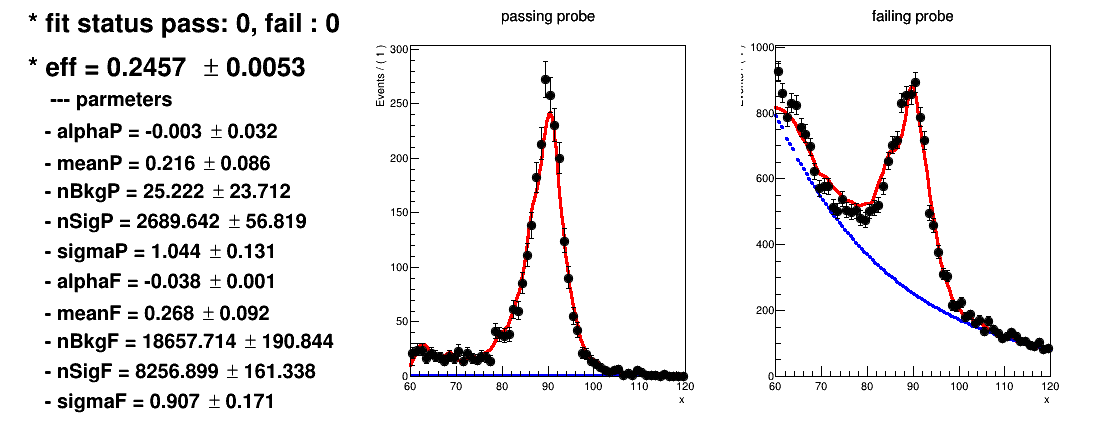 * fit status pass: 0, fail : 0
* eff = 0.2457 ± 0.0053
--- parmeters
- alphaP = -0.003 ± 0.032
- meanP = 0.216 ± 0.086
- nBkgP = 25.222 ± 23.712
- nSigP = 2689.642 ± 56.819
- sigmaP = 1.044 ± 0.131
- alphaF = -0.038 ± 0.001
- meanF = 0.268 ± 0.092
- nBkgF = 18657.714 ± 190.844
- nSigF = 8256.899 ± 161.338
- sigmaF = 0.907 ± 0.171
passing probe
Events / ( 1 )
300
250
200
150
100
50
0
60 70 80 90 100 110 120
x
failing probe
1000
800
600
400
200
0
60 70 80 90 100 110 120
x